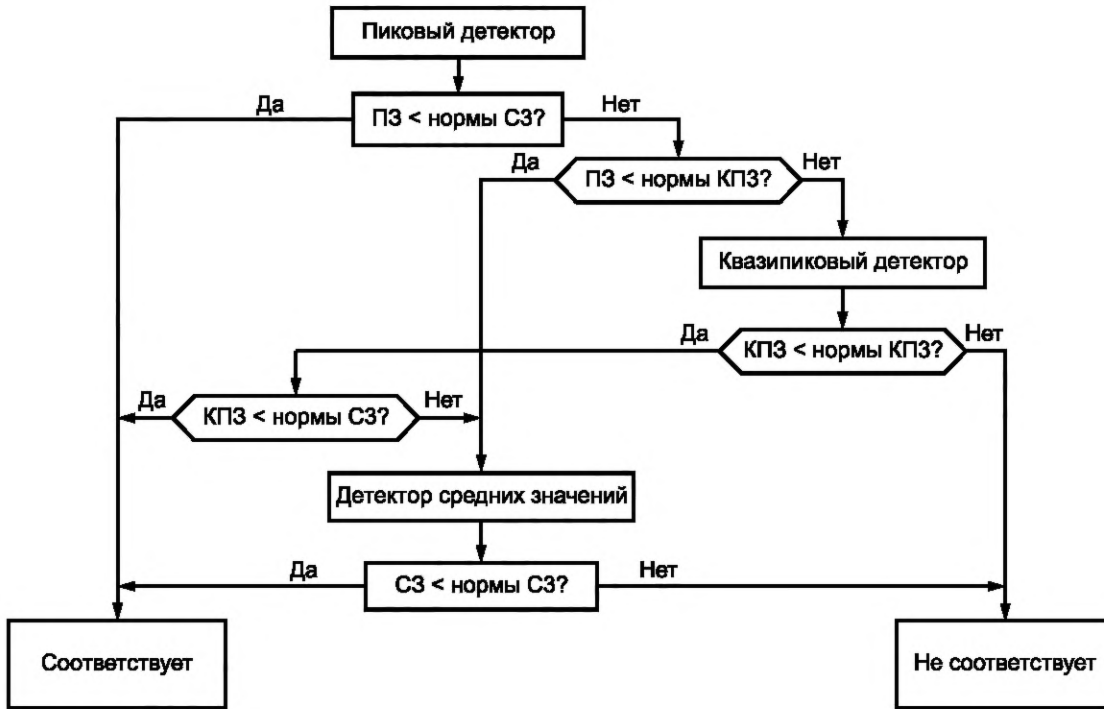 Пиковый детектор
Да
ПЗ < нормы СЗ?
Нет
Да
ПЗ < нормы КПЗ?
Нет
Квазипиковый детектор
Да
КПЗ < нормы КПЗ?
Нет
Да
КПЗ < нормы СЗ?
Нет
Детектор средних значений
Да
СЗ < нормы СЗ?
Нет
Соответствует
Не соответствует